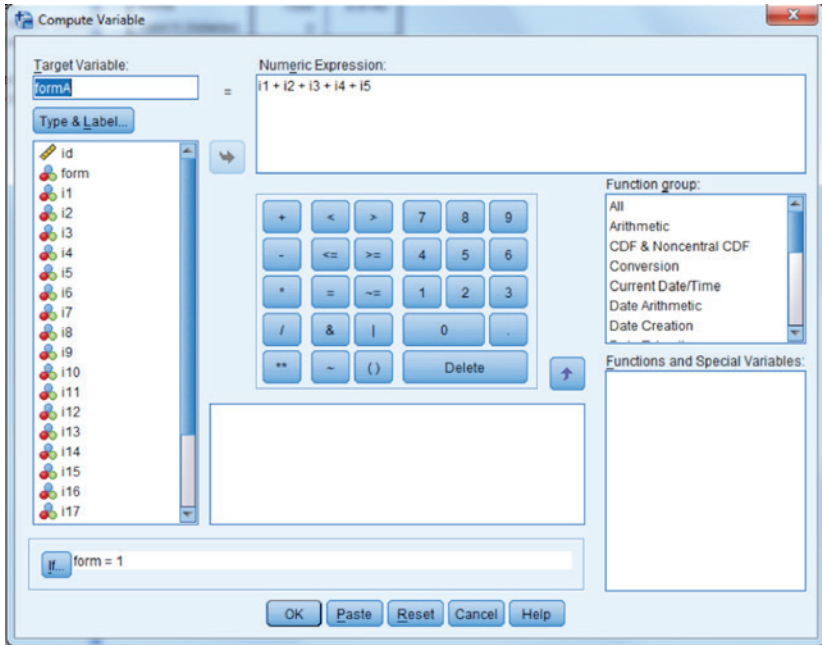 Compute Variable
Target Variable:
formA
=
Numeric Expression:
i1 + i2 + i3 + i4 + i5
Type & Label...
id
form
i1
i2
i3
i4
i5
i6
i7
i8
i9
i10
i11
i12
i13
i14
i15
i16
i17
+ < > 7 8 9
- <= >= 4 5 6
* = ~= 1 2 3
/ & | 0 .
** ~ ( ) Delete
Function group:
All
Arithmetic
CDF & Noncentral CDF
Conversion
Current Date/Time
Date Arithmetic
Date Creation
Functions and Special Variables:
If... form = 1
OK Paste Reset Cancel Help